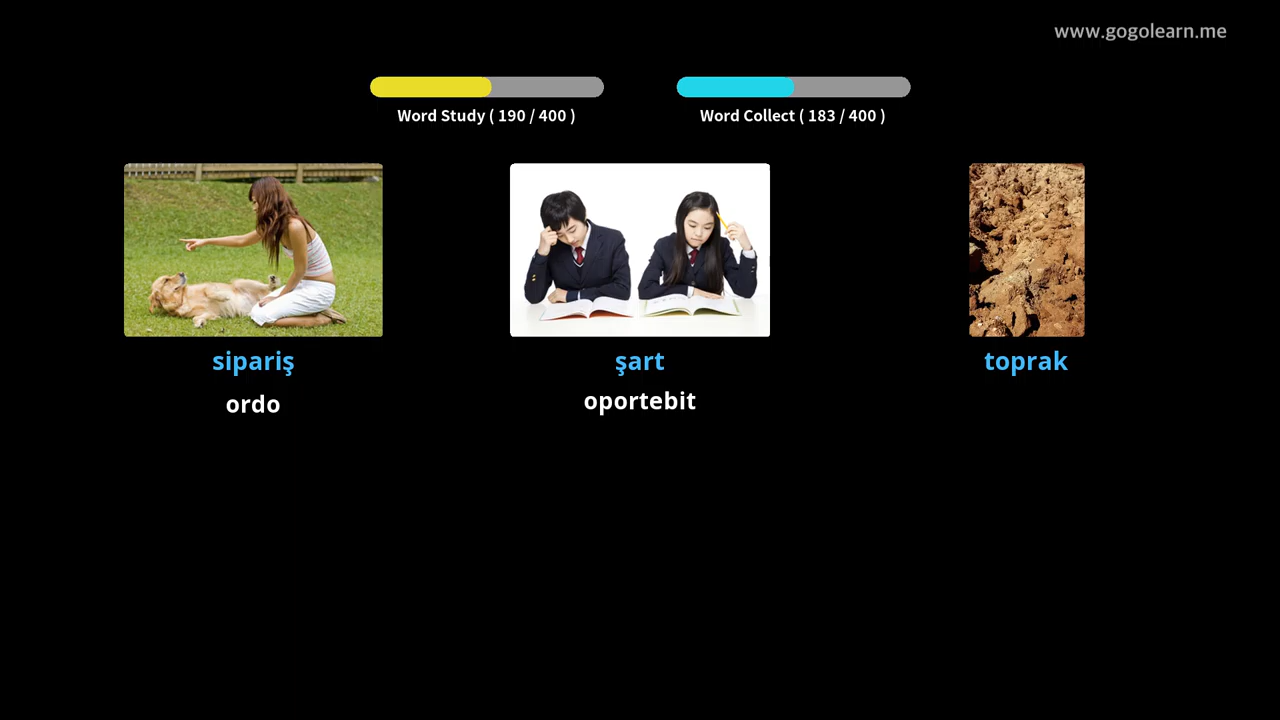 www.gogolearn.me
Word Study ( 190 / 400 )
Word Collect ( 183 / 400 )
sipariş
şart
toprak
ordo
oportebit